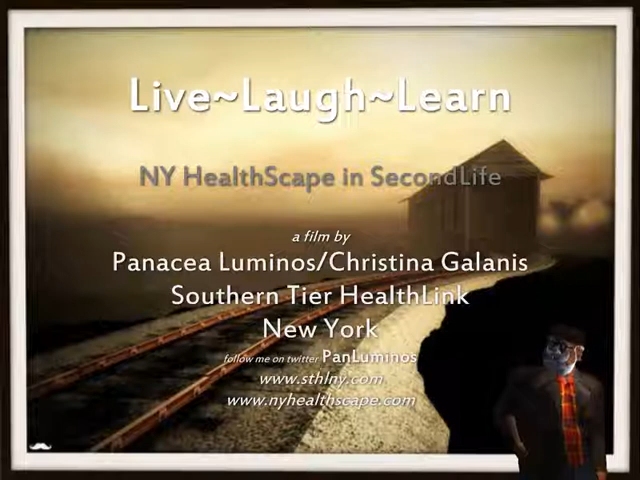 Live~Laugh~Learn
NY HealthScape in SecondLife
a film by
Panacea Luminos/Christina Galanis
Southern Tier HealthLink
New York
follow me on twitter PanLuminos
www.sthlny.com
www.nyhealthscape.com